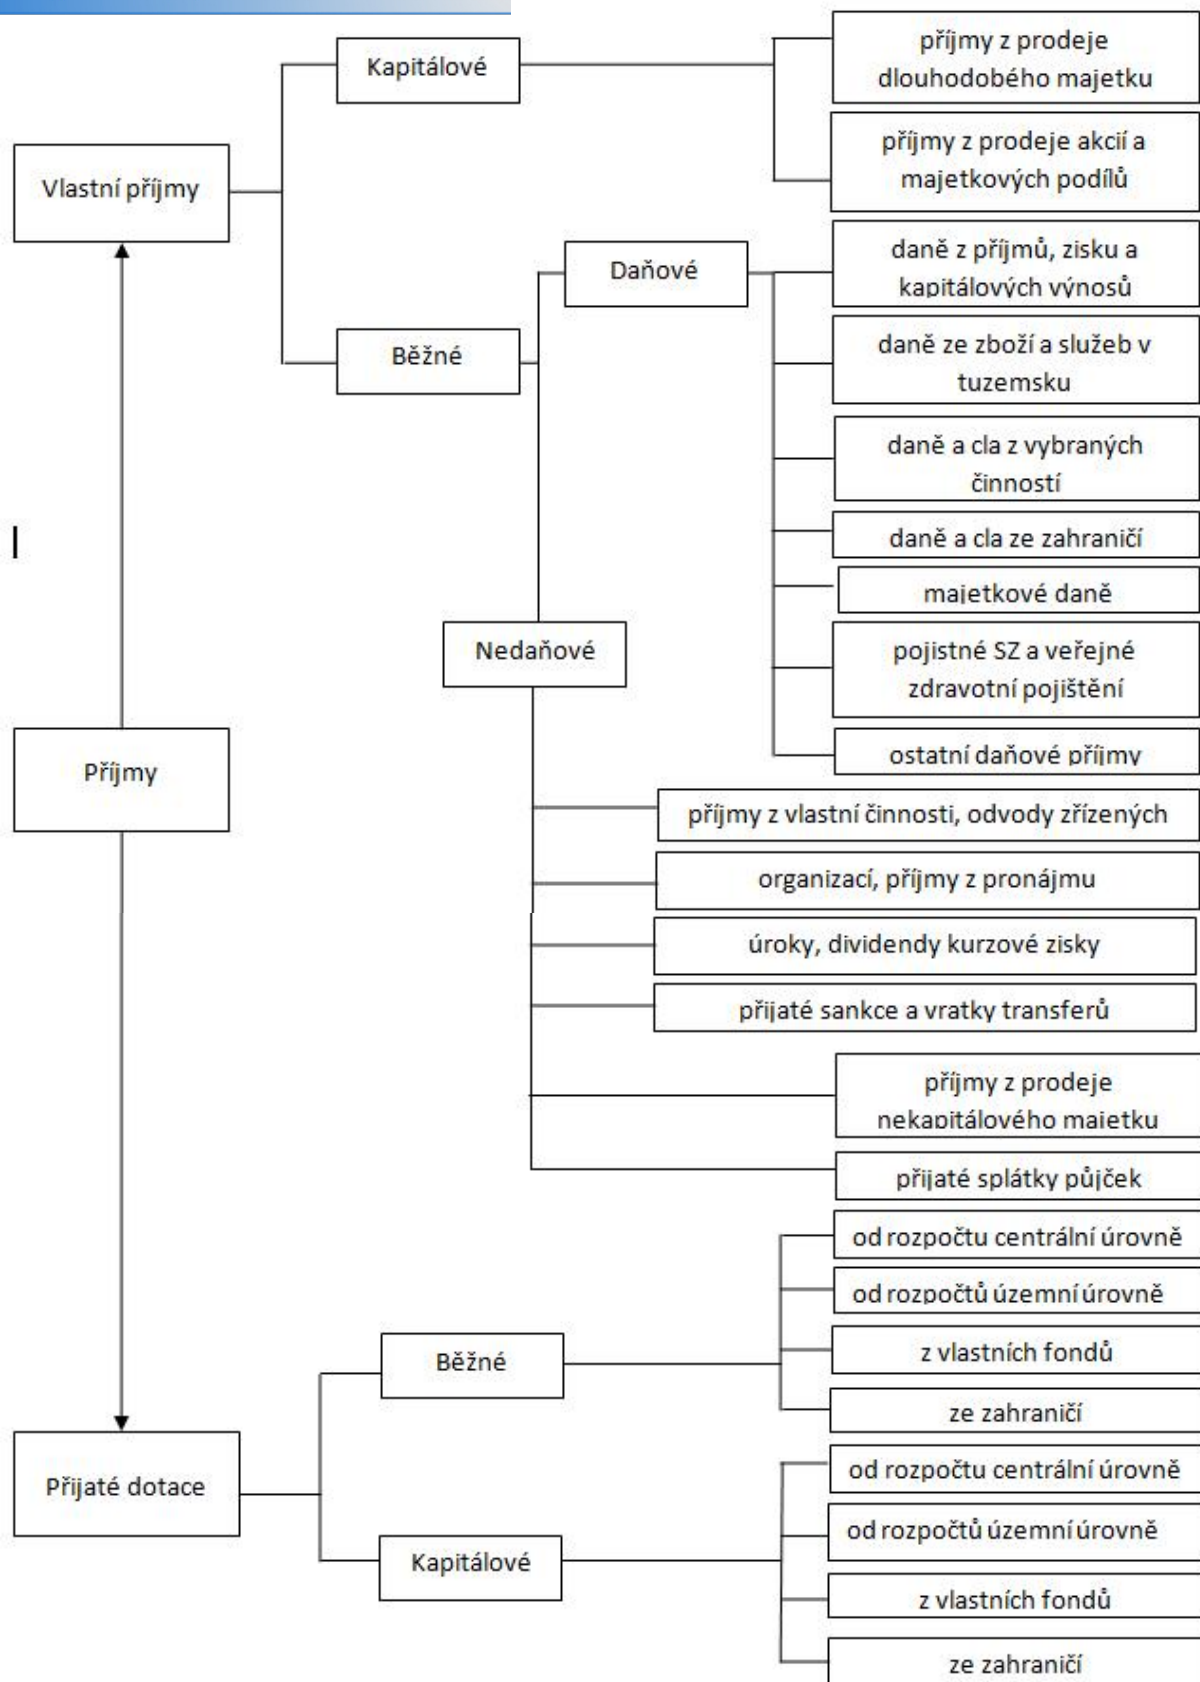 Kapitálové
příjmy z prodeje
dlouhodobého majetku
příjmy z prodeje akcií a
majetkových podílů
Vlastní příjmy
Daňové
daně z příjmů, zisku a
kapitálových výnosů
Běžné
daně ze zboží a služeb v
tuzemsku
daně a cla z vybraných
činností
daně a cla ze zahraničí
majetkové daně
Nedaňové
pojistné SZ a veřejné
zdravotní pojištění
ostatní daňové příjmy
Příjmy
příjmy z vlastní činnosti, odvody zřízených
organizací, příjmy z pronájmu
úroky, dividendy kurzové zisky
přijaté sankce a vratky transferů
příjmy z prodeje
nekapitálového majetku
přijaté splátky půjček
od rozpočtu centrální úrovně
od rozpočtů územní úrovně
Běžné
z vlastních fondů
ze zahraničí
Přijaté dotace
od rozpočtu centrální úrovně
od rozpočtů územní úrovně
Kapitálové
z vlastních fondů
ze zahraničí